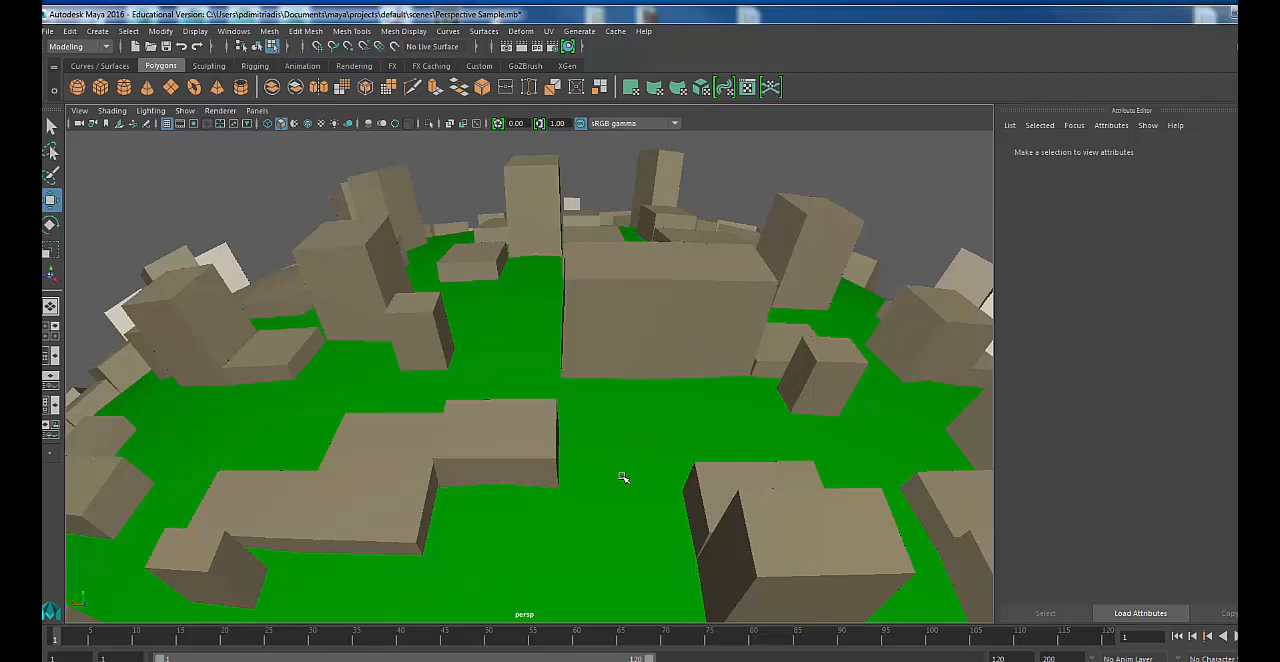 Autodesk Maya 2016 - Educational Version: C:\Users\pdimitriadis\Documents\maya\projects\default\scenes\Perspective Sample.mb*
File Edit Create Select Modify Display Windows Mesh Edit Mesh Mesh Tools Mesh Display Curves Surfaces Deform UV Generate Cache Help
Modeling No Live Surface
Curves / Surfaces Polygons Sculpting Rigging Animation Rendering FX FX Caching Custom GoZBrush XGen
Attribute Editor
View Shading Lighting Show Renderer Panels
List Selected Focus Attributes Show Help
0.00 1.00 sRGB gamma
Make a selection to view attributes
persp
Select Load Attributes
5 10 15 20 25 30 35 40 45 50 55 60 65 70 75 80 85 90 95 100 105 110 115 120
1 1
1 1 1 120 120 200 No Anim Layer No Character